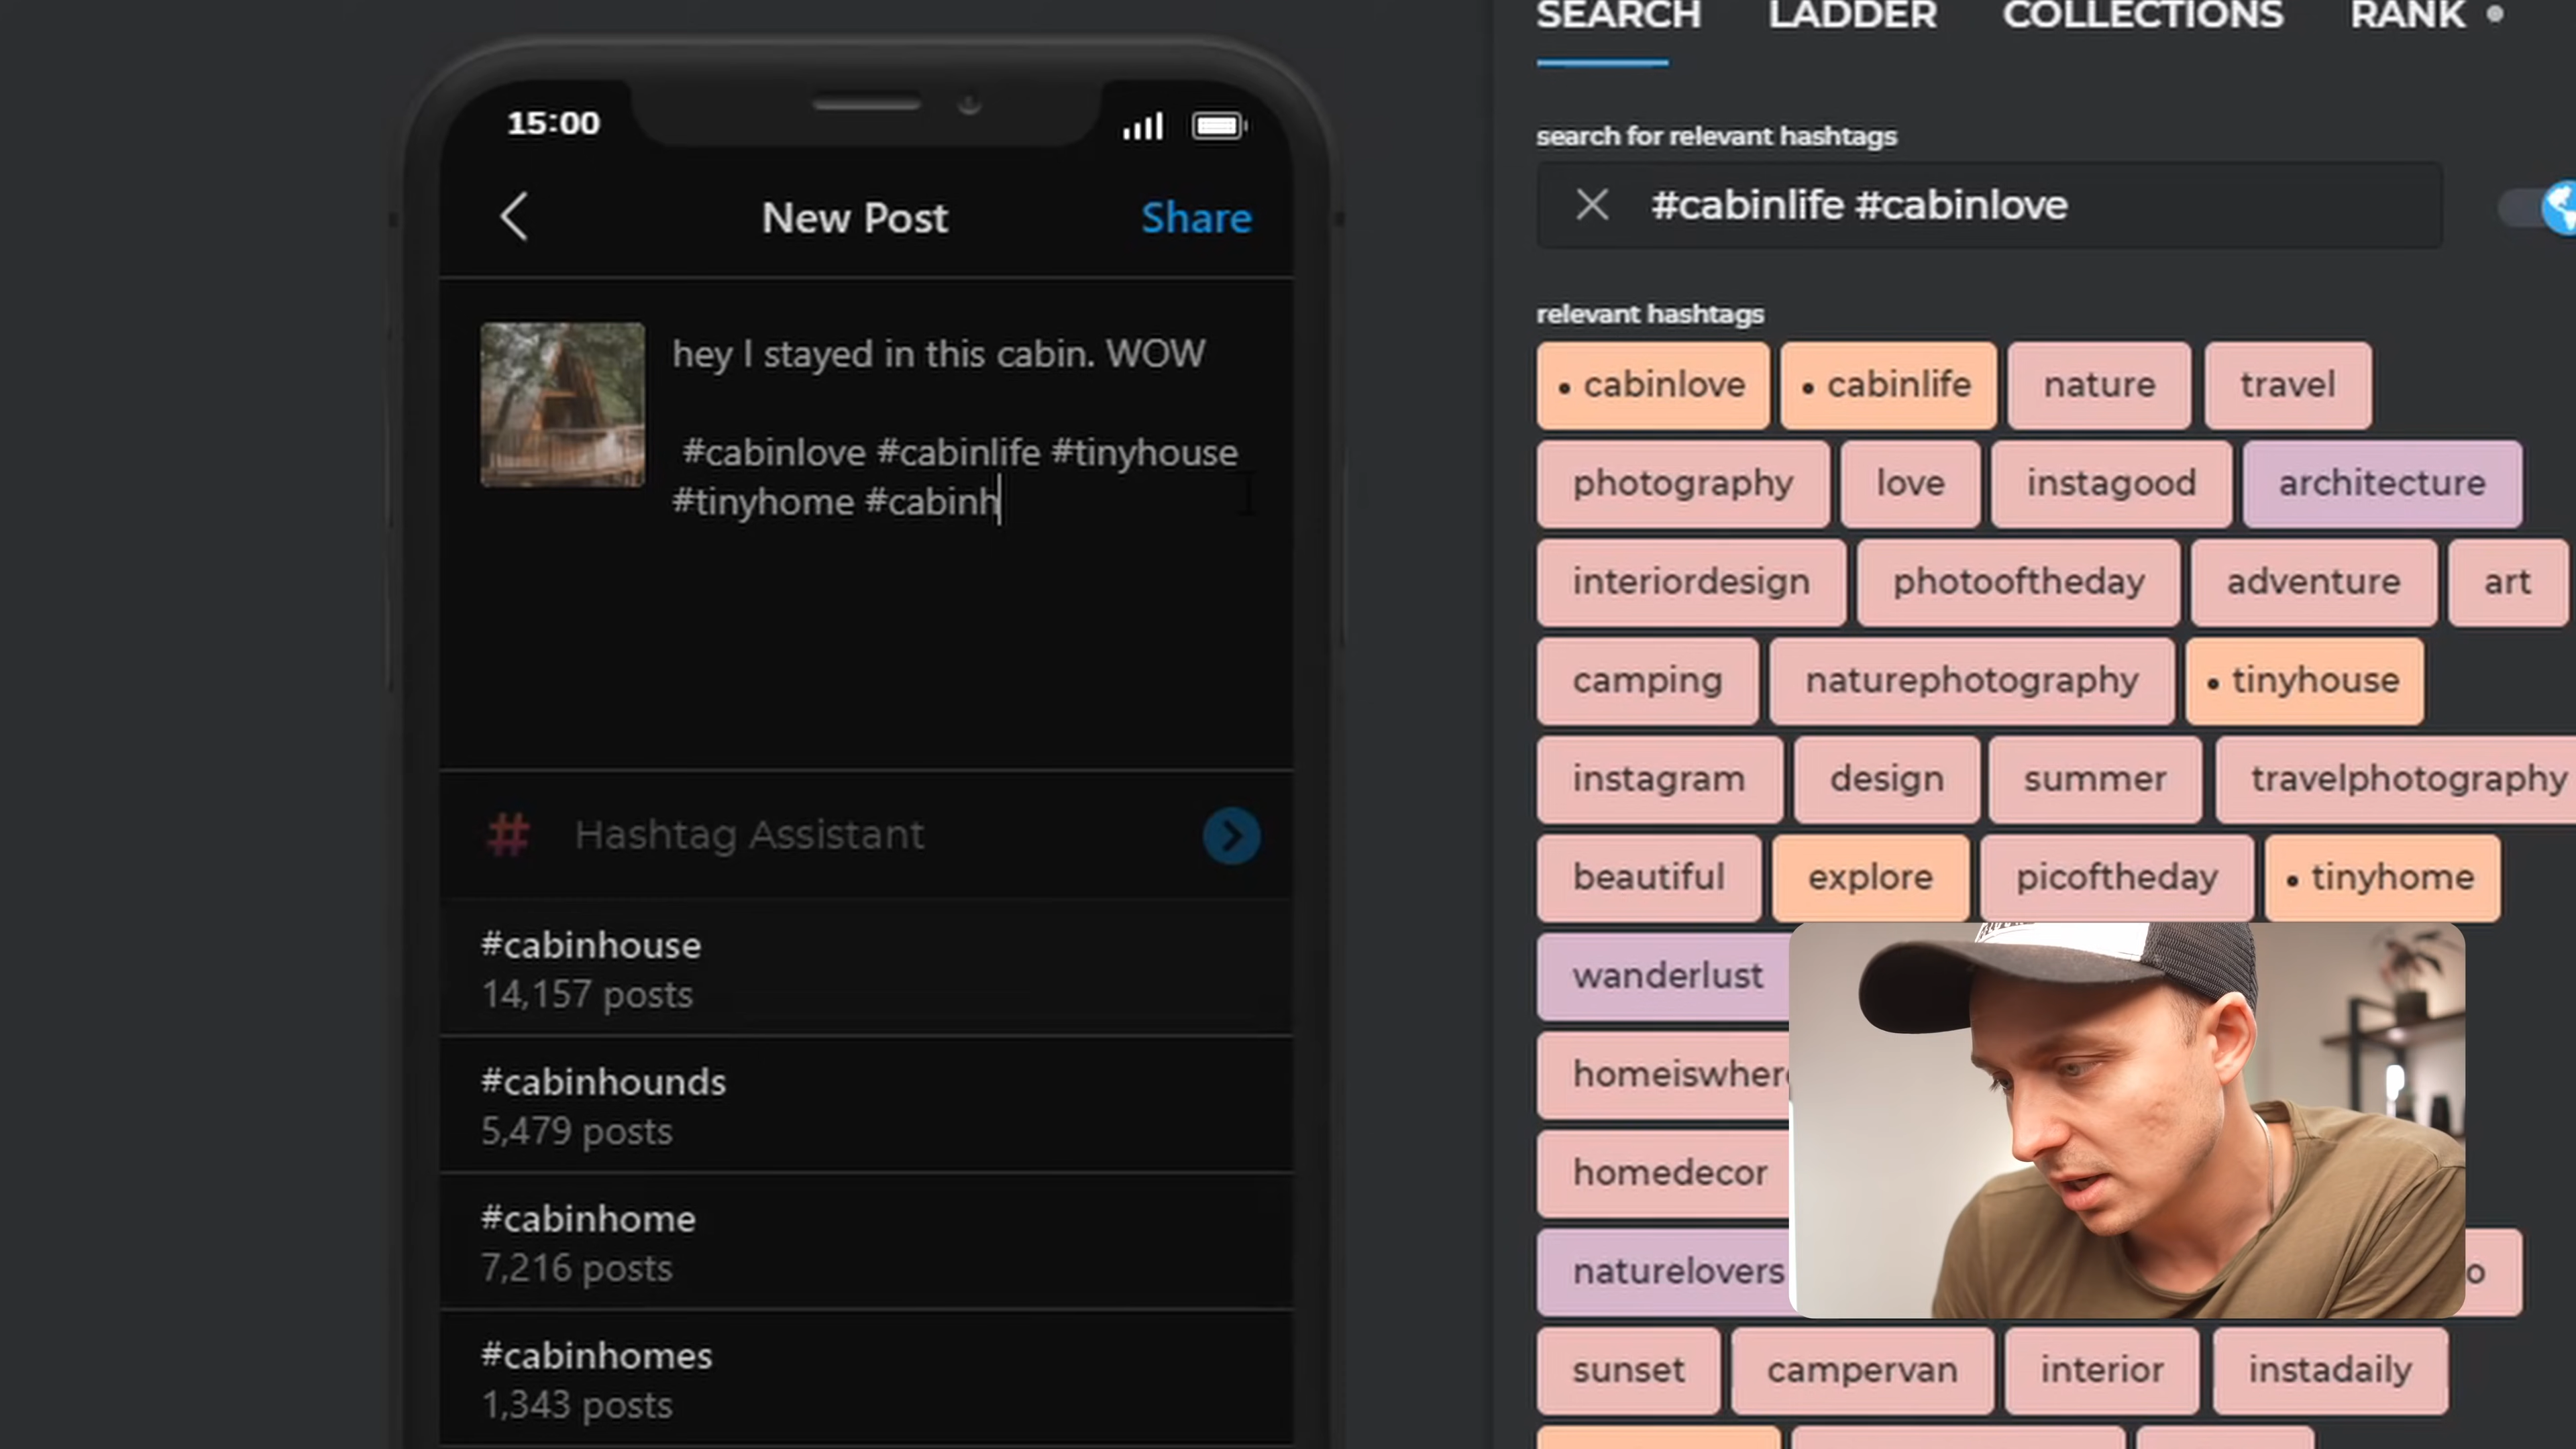 15:00
New Post
Share
hey I stayed in this cabin. WOW
#cabinlove #cabinlife #tinyhouse
#tinyhome #cabinh
# Hashtag Assistant
#cabinhouse
14,157 posts
#cabinhounds
5,479 posts
#cabinhome
7,216 posts
#cabinhomes
1,343 posts
SEARCH LADDER COLLECTIONS RANK
search for relevant hashtags
#cabinlife #cabinlove
relevant hashtags
• cabinlove • cabinlife nature travel
photography love instagood architecture
interiordesign photooftheday adventure art
camping naturephotography • tinyhouse
instagram design summer travelphotography
beautiful explore picoftheday • tinyhome
wanderlust
homedecor
naturelovers
sunset campervan interior instadaily